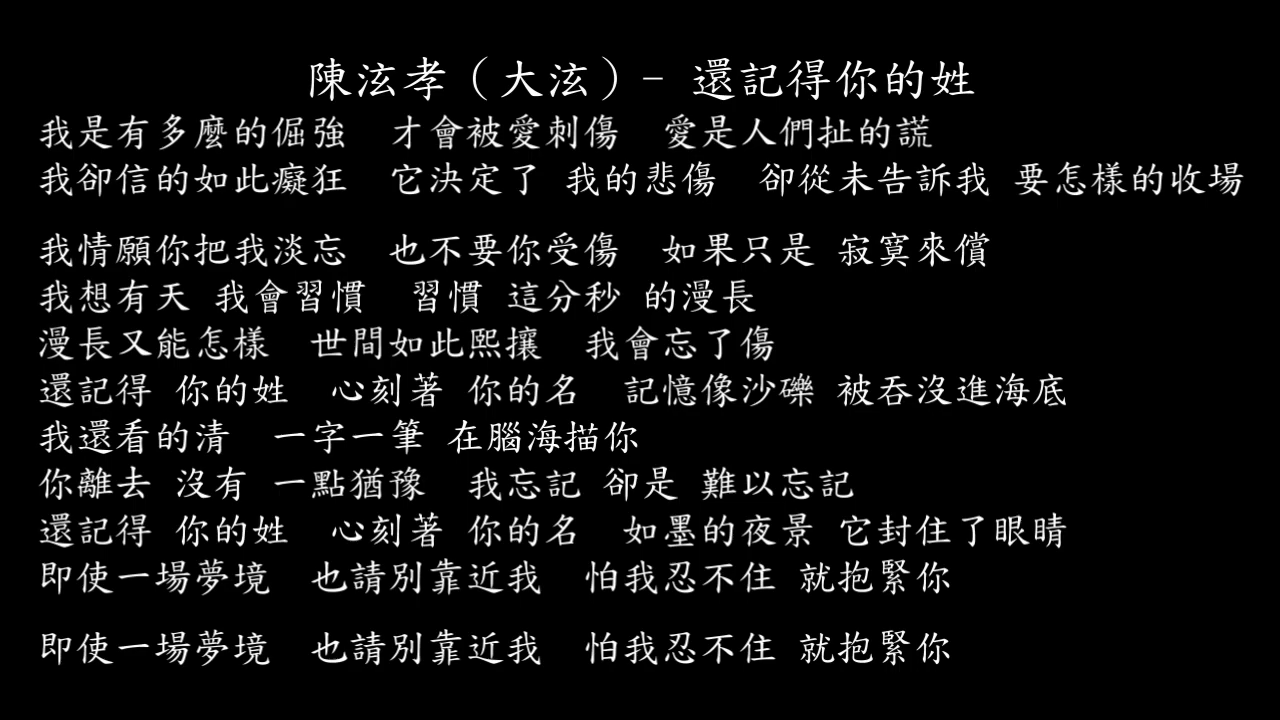 陳泫孝（大泫）- 還記得你的姓
我是有多麼的倔強　才會被愛刺傷　愛是人們扯的謊
我卻信的如此癡狂　它決定了 我的悲傷　卻從未告訴我 要怎樣的收場
我情願你把我淡忘　也不要你受傷　如果只是 寂寞來償
我想有天 我會習慣　習慣 這分秒 的漫長
漫長又能怎樣　世間如此熙攘　我會忘了傷
還記得 你的姓　心刻著 你的名　記憶像沙礫 被吞沒進海底
我還看的清　一字一筆 在腦海描你
你離去 沒有 一點猶豫　我忘記 卻是 難以忘記
還記得 你的姓　心刻著 你的名　如墨的夜景 它封住了眼睛
即使一場夢境　也請別靠近我　怕我忍不住 就抱緊你
即使一場夢境　也請別靠近我　怕我忍不住 就抱緊你